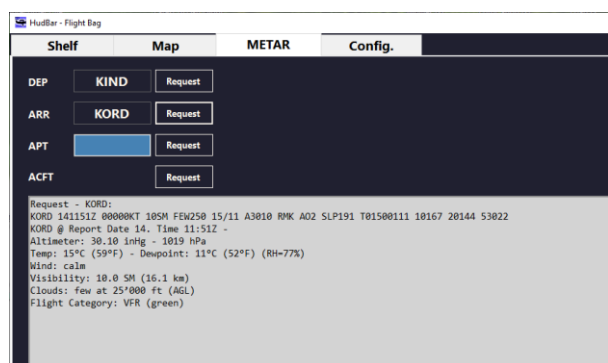 HudBar - Flight Bag
Shelf Map METAR Config.
DEP KIND Request
ARR KORD Request
APT Request
ACFT Request
Request - KORD:
KORD 141151Z 00000KT 10SM FEW250 15/11 A3010 RMK AO2 SLP191 T01500111 10167 20144 53022
KORD @ Report Date 14. Time 11:51Z -
Altimeter: 30.10 inHg - 1019 hPa
Temp: 15°C (59°F) - Dewpoint: 11°C (52°F) (RH=77%)
Wind: calm
Visibility: 10.0 SM (16.1 km)
Clouds: few at 25'000 ft (AGL)
Flight Category: VFR (green)